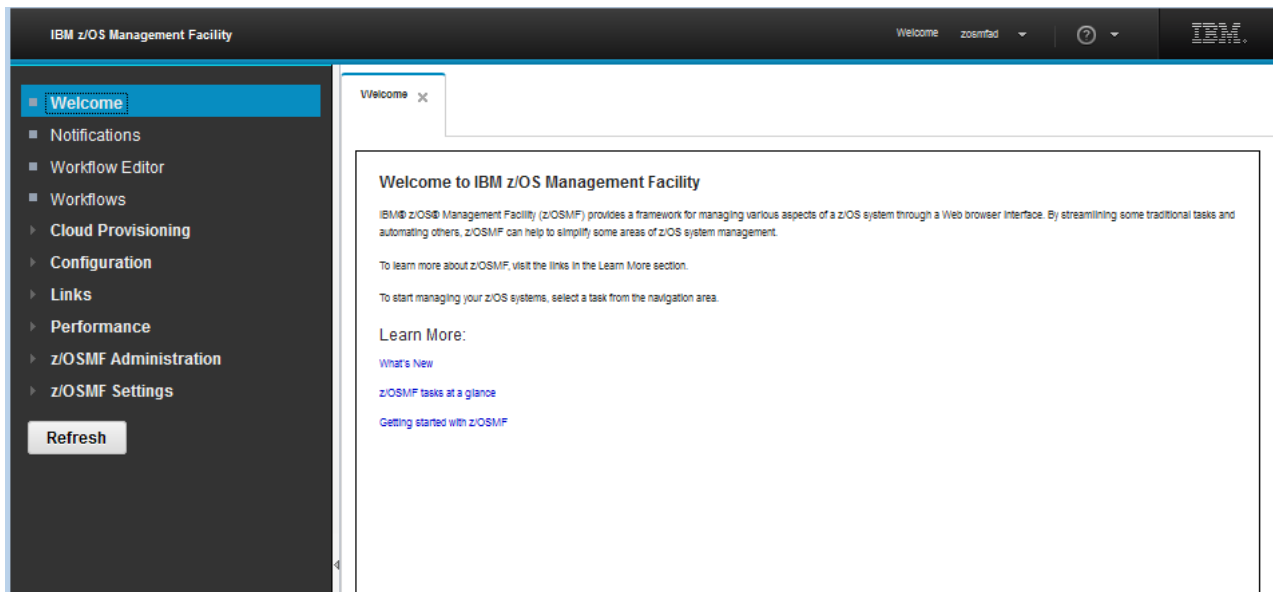 IBM z/OS Management Facility
Welcome zosmfad
IBM.
Welcome
Notifications
Workflow Editor
Workflows
Cloud Provisioning
Configuration
Links
Performance
z/OSMF Administration
z/OSMF Settings
Refresh
Welcome
Welcome to IBM z/OS Management Facility
IBM® z/OS® Management Facility (z/OSMF) provides a framework for managing various aspects of a z/OS system through a Web browser interface. By streamlining some traditional tasks and
automating others, z/OSMF can help to simplify some areas of z/OS system management.
To learn more about z/OSMF, visit the links in the Learn More section.
To start managing your z/OS systems, select a task from the navigation area.
Learn More:
What's New
z/OSMF tasks at a glance
Getting started with z/OSMF